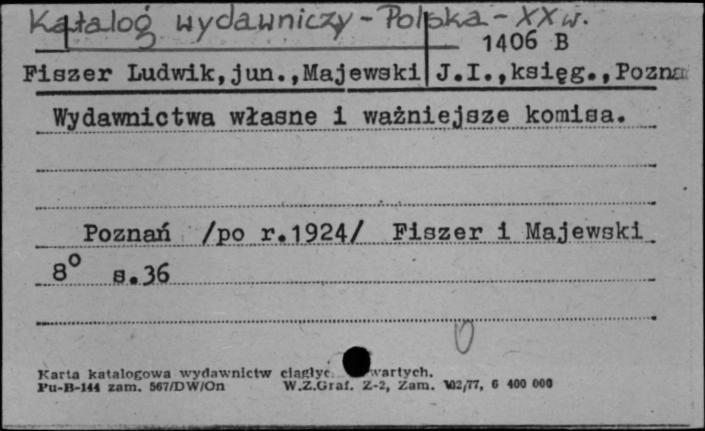 Katalog wydawniczy - Polska - XX w.
1406 B
Fiszer Ludwik,jun.,Majewski J.I.,księg.,Pozna
Wydawnictwa własne i ważniejsze komisa.
Poznań /po r.1924/ Fiszer i Majewski
8° s.36
Karta katalogowa wydawnictw ciągłyc wartych.
Pu-B-144 zam. 567/DW/On W.Z.Graf. Z-2, Zam. /77, 6 400 000